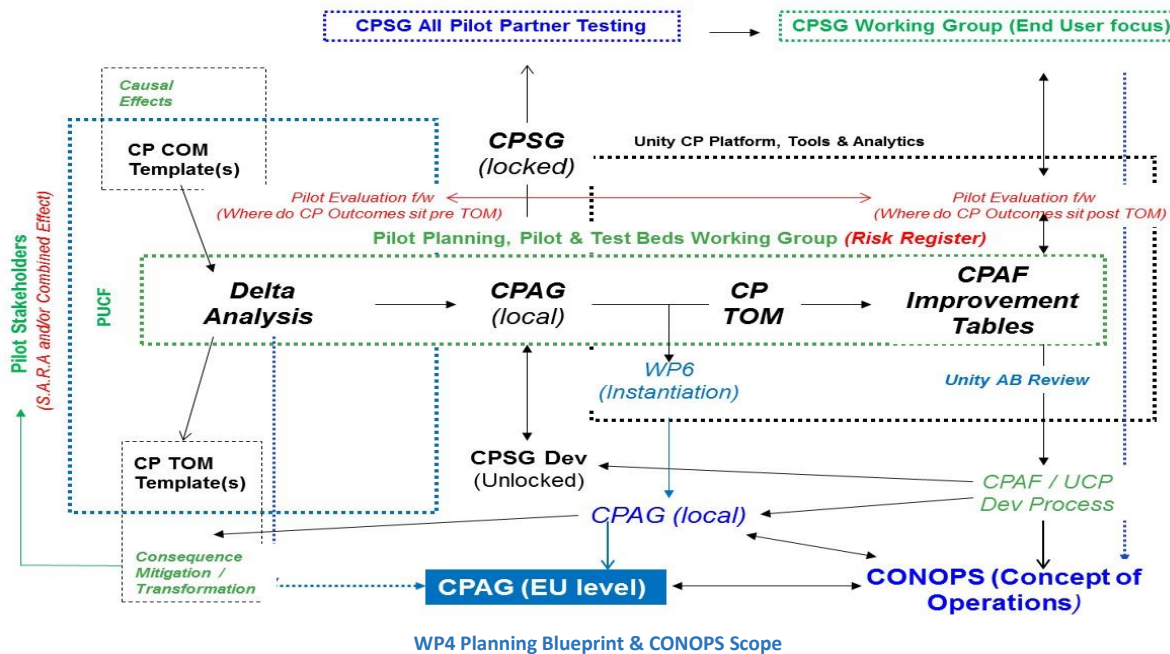 CPSG All Pilot Partner Testing
CPSG Working Group (End User focus)
Causal
Effects
CP COM
Template(s)
CPSG
(locked)
Unity CP Platform, Tools & Analytics
Pilot Evaluation f/w
(Where do CP Outcomes sit pre TOM)
Pilot Evaluation f/w
(Where do CP Outcomes sit post TOM)
Pilot Planning, Pilot & Test Beds Working Group (Risk Register)
Pilot Stakeholders
(S.A.R.A and/or Combined Effect)
PUCF
Delta
Analysis
CPAG
(local)
CP
TOM
CPAF
Improvement
Tables
WP6
(Instantiation)
Unity AB Review
CP TOM
Template(s)
CPSG Dev
(Unlocked)
CPAF / UCP
Dev Process
CPAG (local)
Consequence
Mitigation /
Transformation
CPAG (EU level)
CONOPS (Concept of
Operations)
WP4 Planning Blueprint & CONOPS Scope